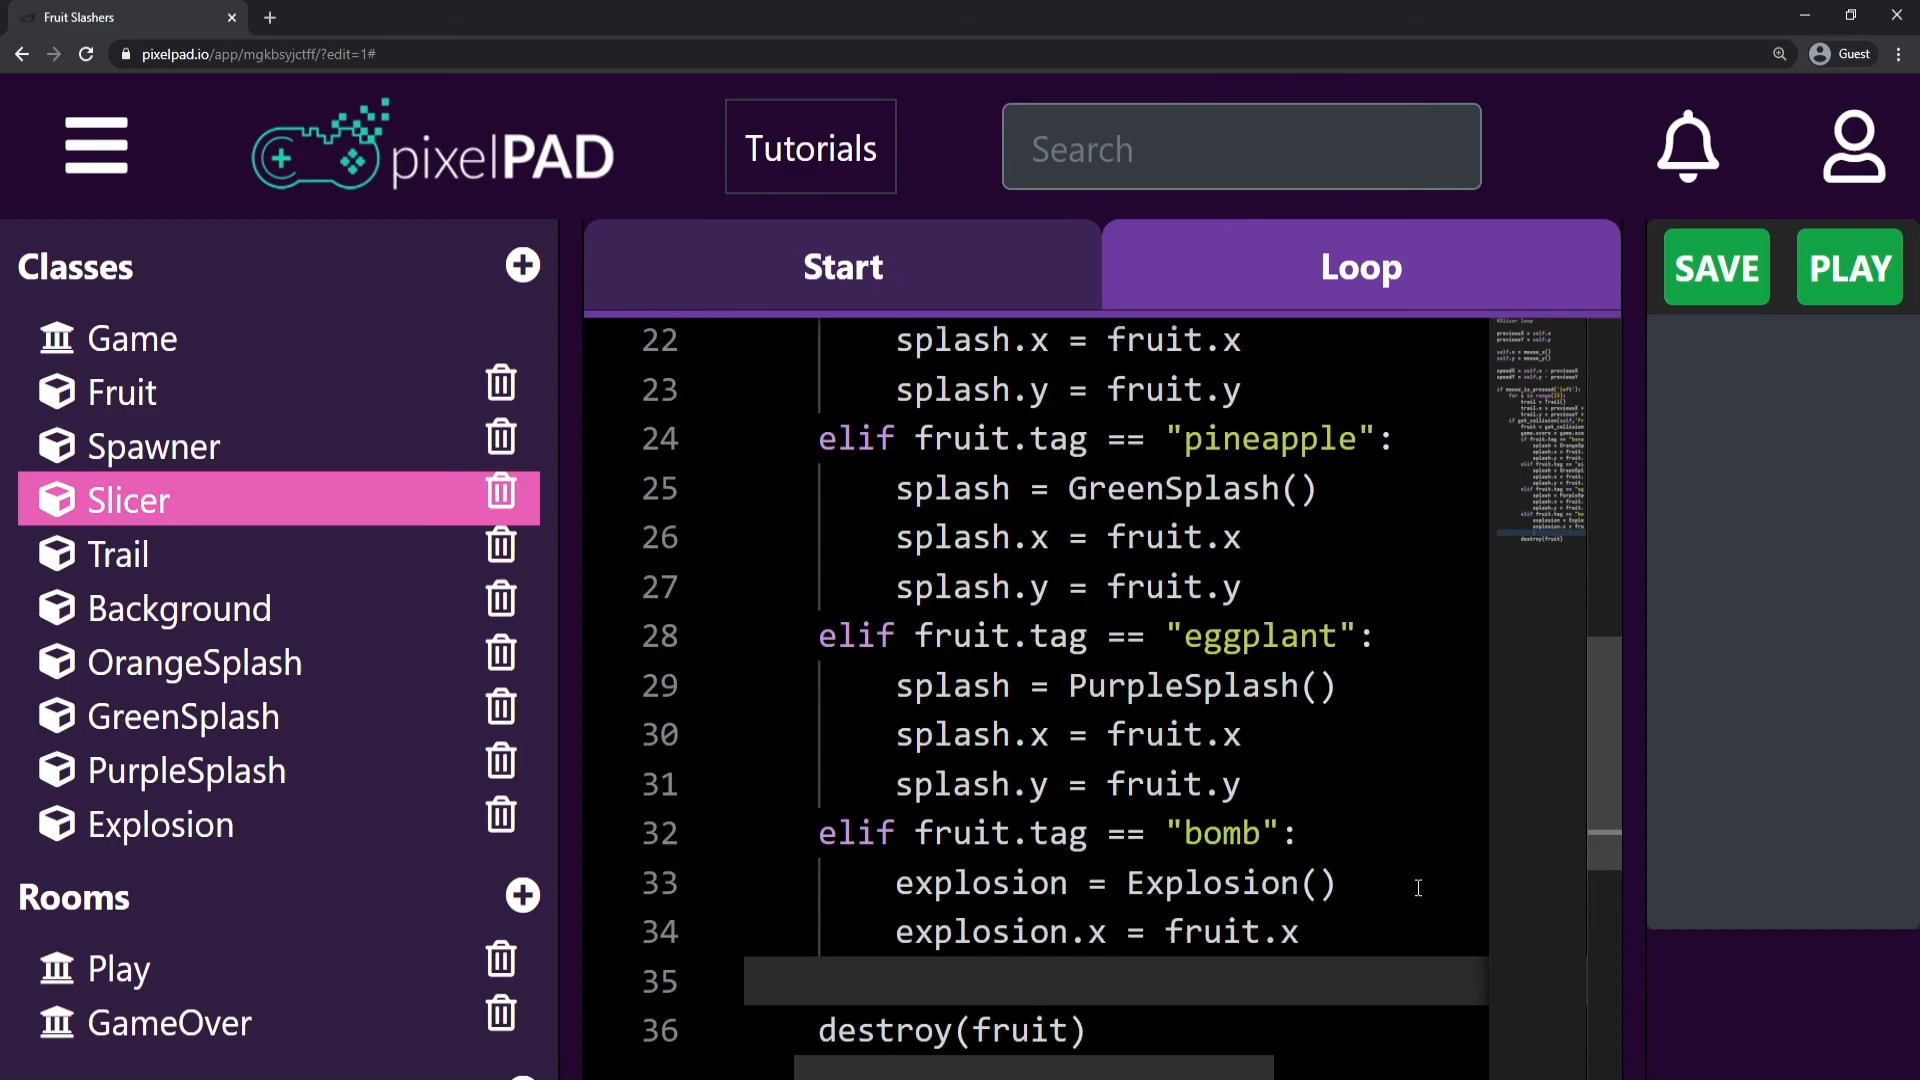 Fruit Slashers
pixelpad.io/app/mgkbsyjctff/?edit=1#
Guest
pixelPAD
Tutorials
Search
Classes
Game
Fruit
Spawner
Slicer
Trail
Background
OrangeSplash
GreenSplash
PurpleSplash
Explosion
Rooms
Play
GameOver
Start
Loop
22 splash.x = fruit.x
23 splash.y = fruit.y
24 elif fruit.tag == "pineapple":
25 splash = GreenSplash()
26 splash.x = fruit.x
27 splash.y = fruit.y
28 elif fruit.tag == "eggplant":
29 splash = PurpleSplash()
30 splash.x = fruit.x
31 splash.y = fruit.y
32 elif fruit.tag == "bomb":
33 explosion = Explosion()
34 explosion.x = fruit.x
35
36 destroy(fruit)
SAVE
PLAY